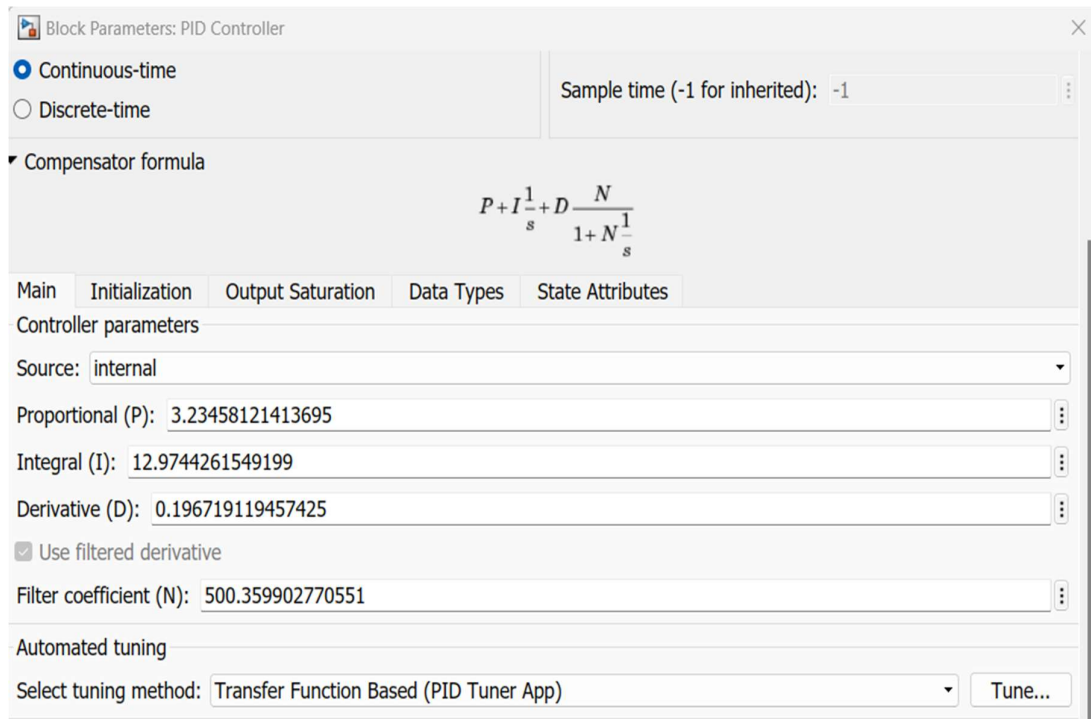 Block Parameters: PID Controller
Continuous-time
Discrete-time
Sample time (-1 for inherited): -1
Compensator formula
P+I 1/s +D N/(1+N 1/s)
Main Initialization Output Saturation Data Types State Attributes
Controller parameters
Source: internal
Proportional (P): 3.23458121413695
Integral (I): 12.9744261549199
Derivative (D): 0.196719119457425
Use filtered derivative
Filter coefficient (N): 500.359902770551
Automated tuning
Select tuning method: Transfer Function Based (PID Tuner App) Tune...